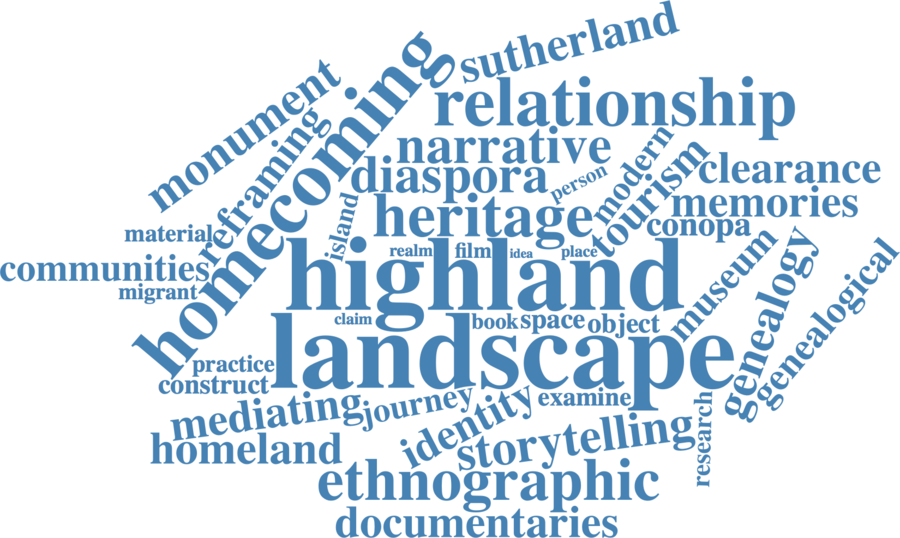 sutherland
monument
homecoming
relationship
reframing
narrative
modern
tourism
clearance
diaspora
person
memories
heritage
island
conopa
material
realm
film
idea
place
communities
highland
museum
genealogy
genealogical
migrant
claim
book
space
object
landscape
practice
construct
examine
mediating
journey
identity
research
homeland
storytelling
ethnographic
documentaries